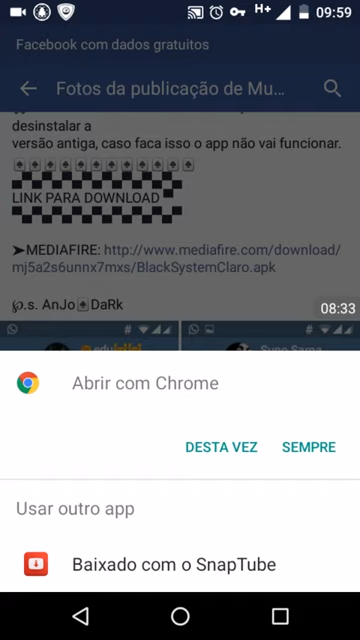 H+ 09:59
Facebook com dados gratuitos
Fotos da publicação de Mu...
desinstalar a
versão antiga, caso faca isso o app não vai funcionar.
LINK PARA DOWNLOAD
➤MEDIAFIRE: http://www.mediafire.com/download/
mj5a2s6unnx7mxs/BlackSystemClaro.apk
℘.s. AnJo🂡DaRk
08:33
Abrir com Chrome
DESTA VEZ SEMPRE
Usar outro app
Baixado com o SnapTube